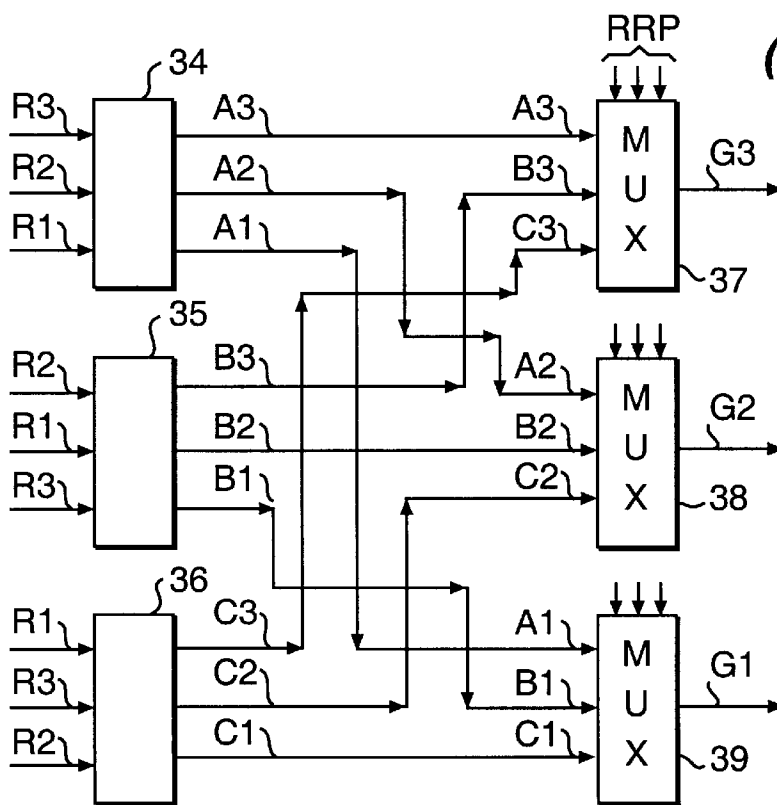 RRP
(
34
R3
A3
A3
M
U
X
G3
R2
A2
B3
R1
A1
C3
37
35
R2
B3
A2
M
U
X
G2
R1
B2
B2
R3
B1
C2
38
36
R1
C3
A1
M
U
X
G1
R3
C2
B1
R2
C1
C1
39